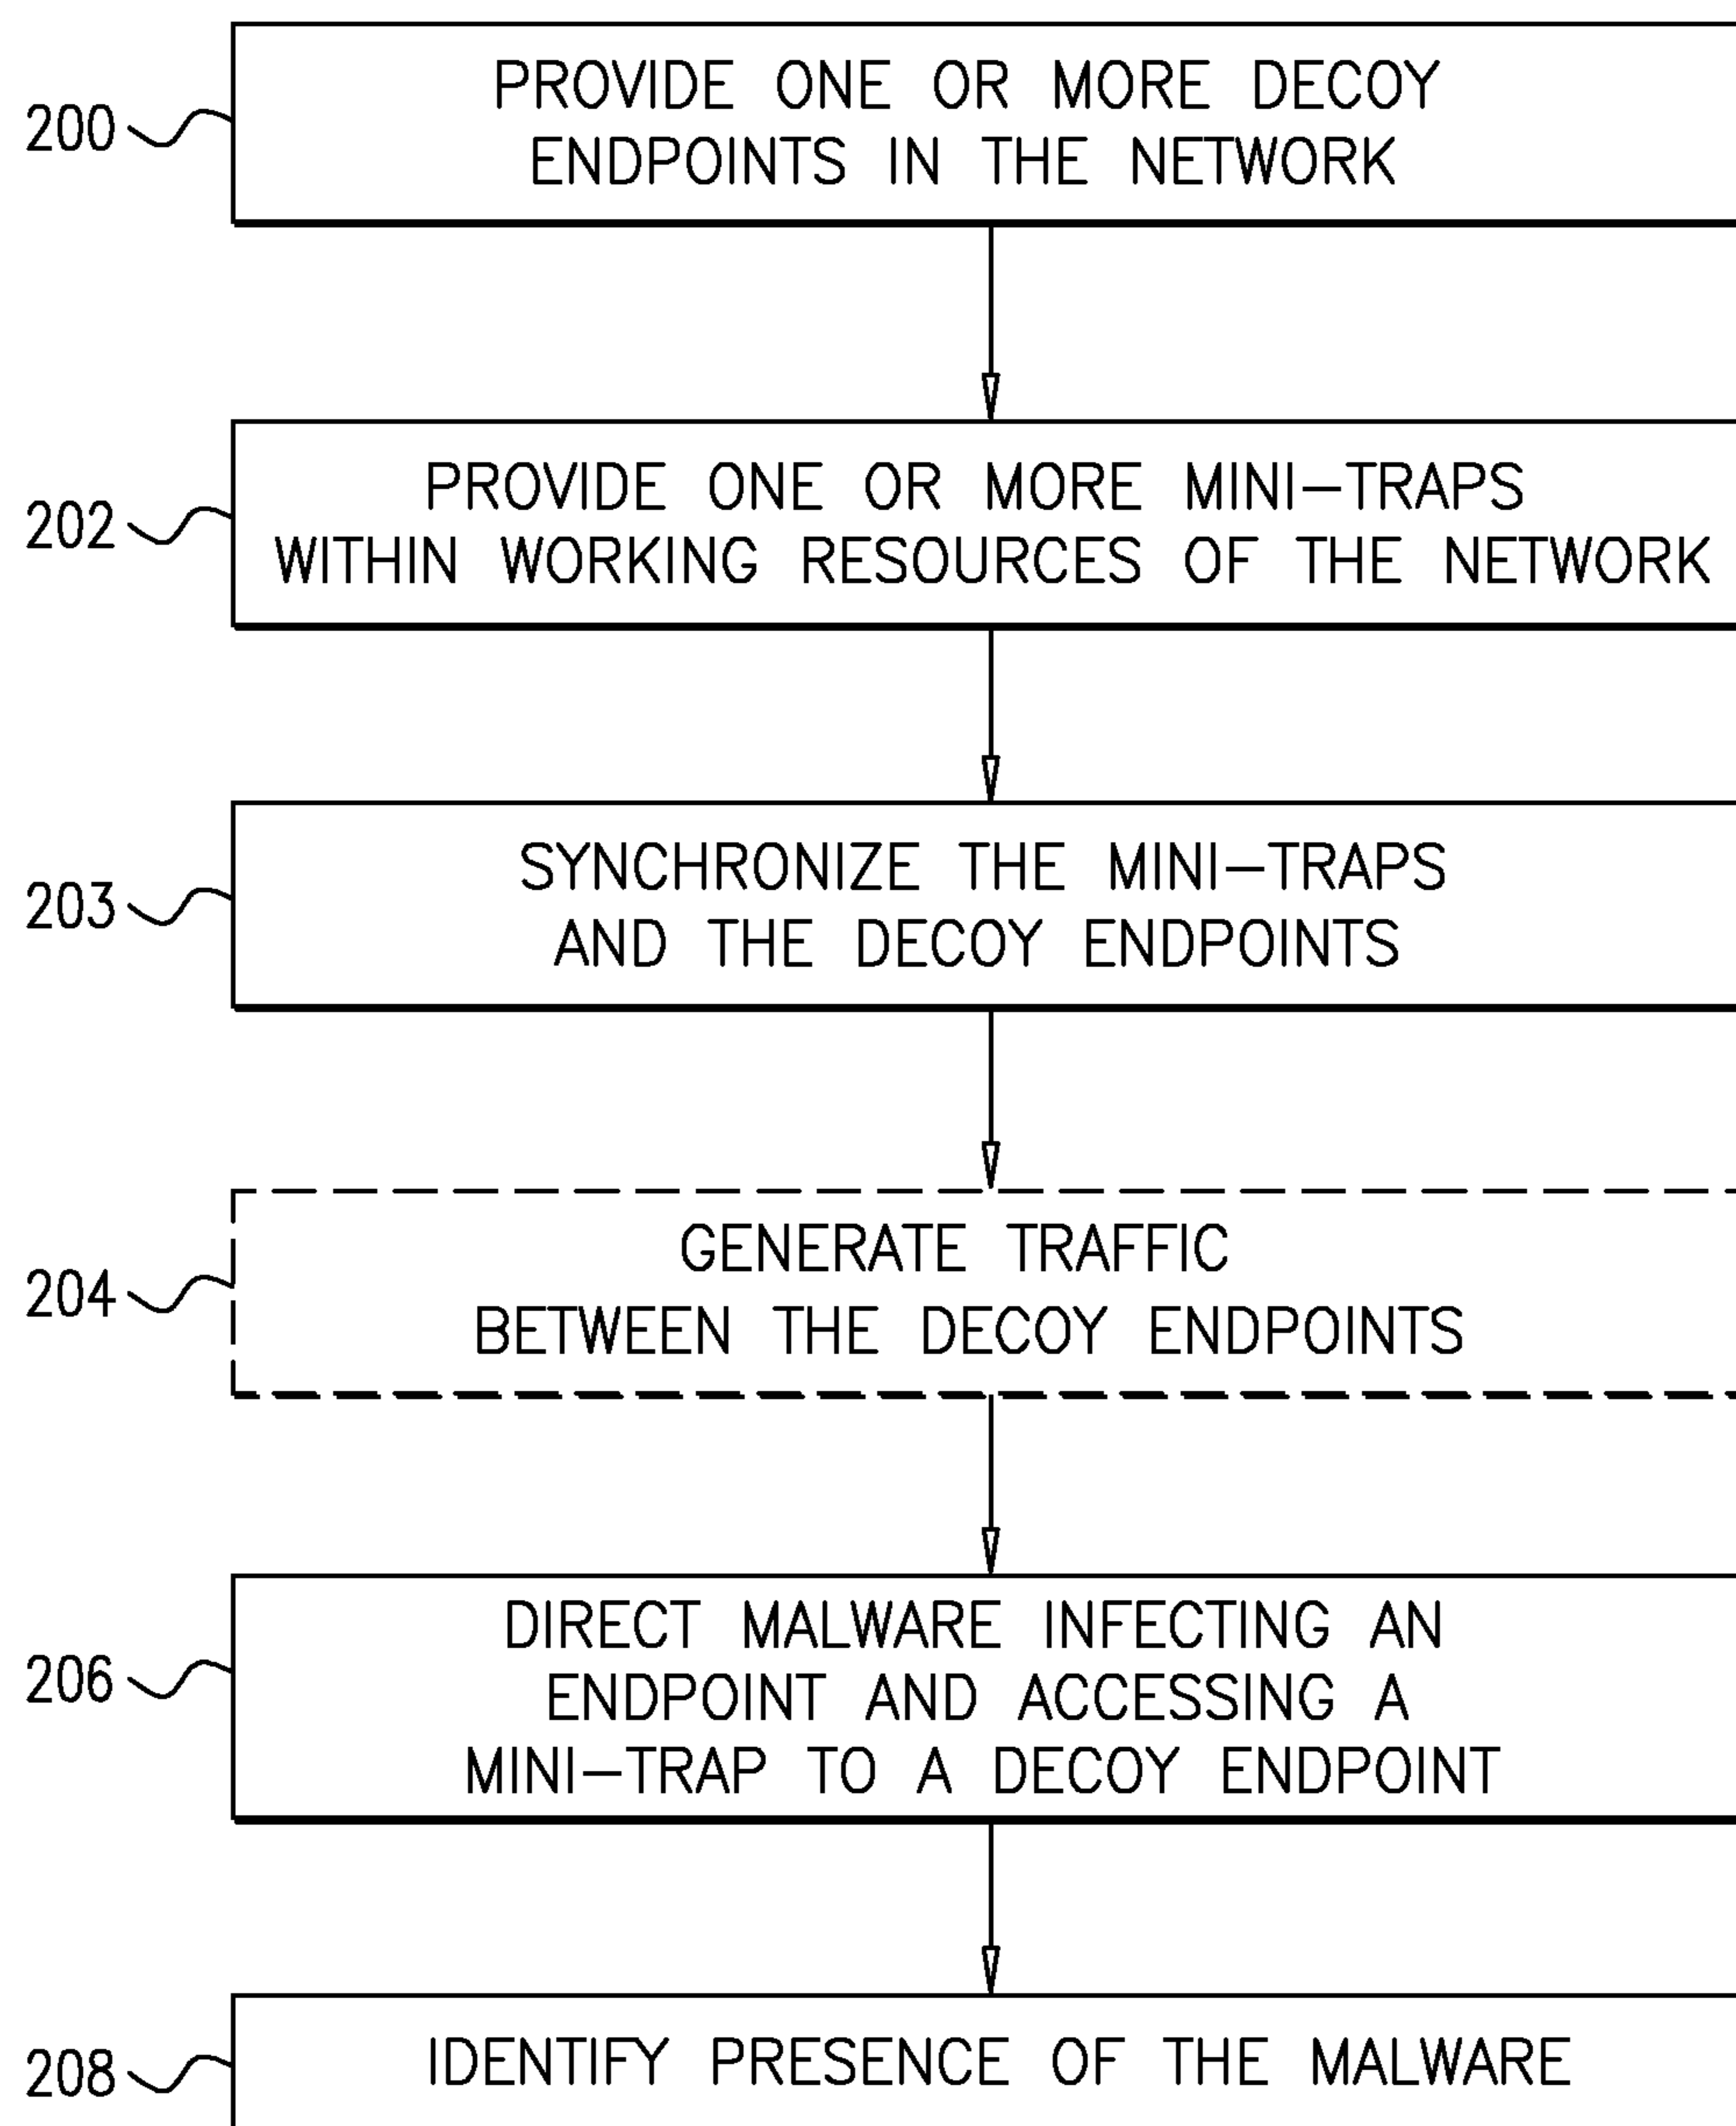 200
PROVIDE ONE OR MORE DECOY
ENDPOINTS IN THE NETWORK
202
PROVIDE ONE OR MORE MINI-TRAPS
WITHIN WORKING RESOURCES OF THE NETWORK
203
SYNCHRONIZE THE MINI-TRAPS
AND THE DECOY ENDPOINTS
204
GENERATE TRAFFIC
BETWEEN THE DECOY ENDPOINTS
206
DIRECT MALWARE INFECTING AN
ENDPOINT AND ACCESSING A
MINI-TRAP TO A DECOY ENDPOINT
208
IDENTIFY PRESENCE OF THE MALWARE